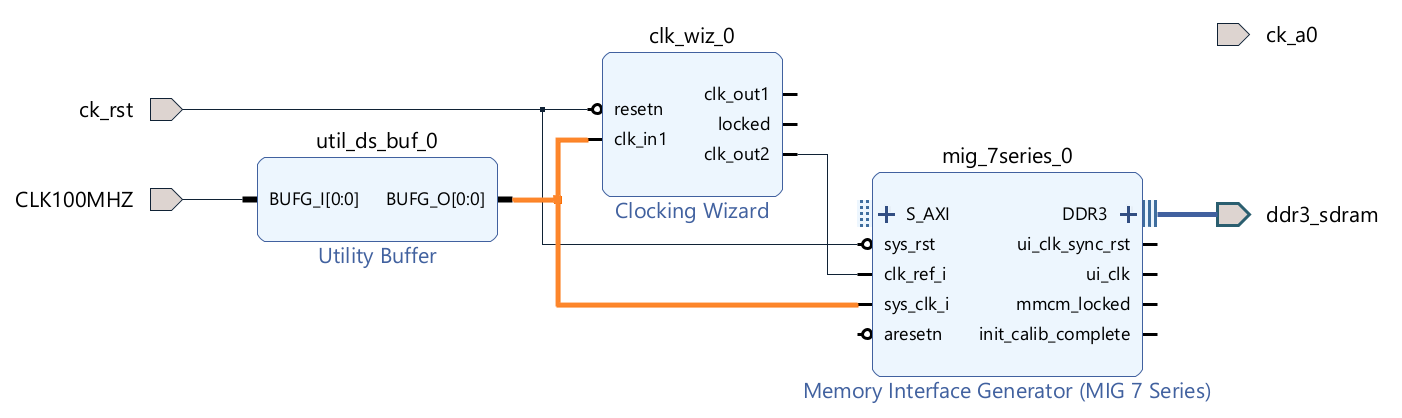 clk_wiz_0
ck_a0
ck_rst
resetn
clk_in1
clk_out1
locked
clk_out2
Clocking Wizard
util_ds_buf_0
CLK100MHZ
BUFG_I[0:0]
BUFG_O[0:0]
Utility Buffer
mig_7series_0
S_AXI
sys_rst
clk_ref_i
sys_clk_i
aresetn
DDR3
ui_clk_sync_rst
ui_clk
mmcm_locked
init_calib_complete
Memory Interface Generator (MIG 7 Series)
ddr3_sdram